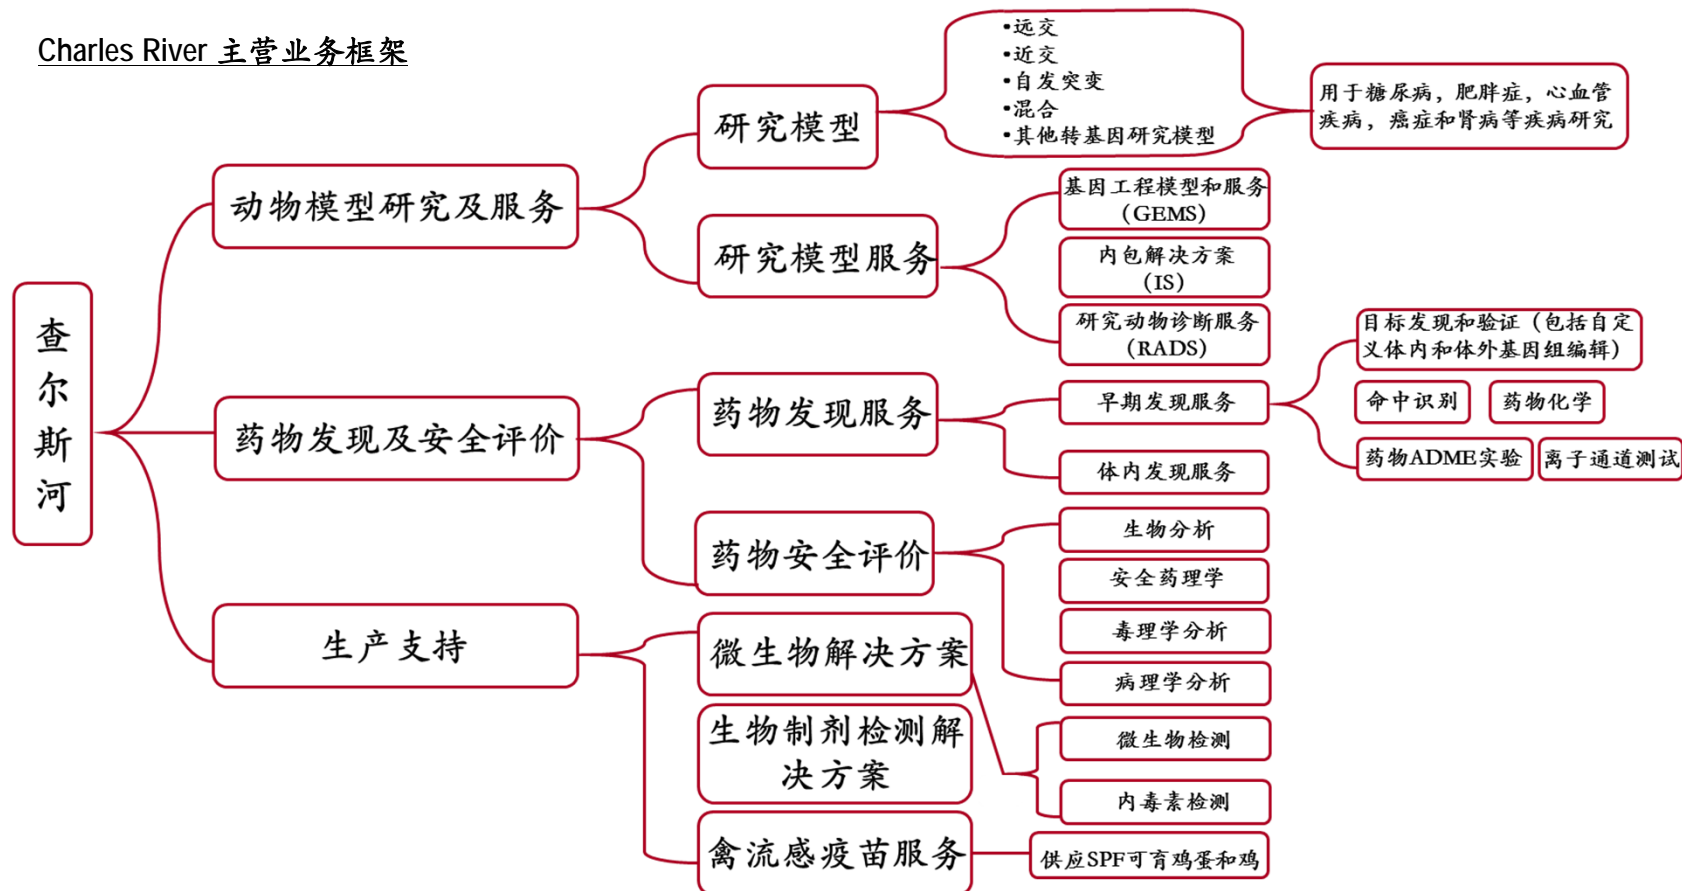 Charles River 主营业务框架
查
尔
斯
河
动物模型研究及服务
研究模型
•远交
•近交
•自发突变
•混合
•其他转基因研究模型
用于糖尿病，肥胖症，心血管
疾病，癌症和肾病等疾病研究
研究模型服务
基因工程模型和服务
（GEMS）
内包解决方案
（IS）
研究动物诊断服务
（RADS）
药物发现及安全评价
药物发现服务
早期发现服务
目标发现和验证（包括自定
义体内和体外基因组编辑）
命中识别
药物化学
药物ADME实验
离子通道测试
体内发现服务
药物安全评价
生物分析
安全药理学
毒理学分析
病理学分析
生产支持
微生物解决方案
微生物检测
内毒素检测
生物制剂检测解
决方案
禽流感疫苗服务
供应SPF可育鸡蛋和鸡